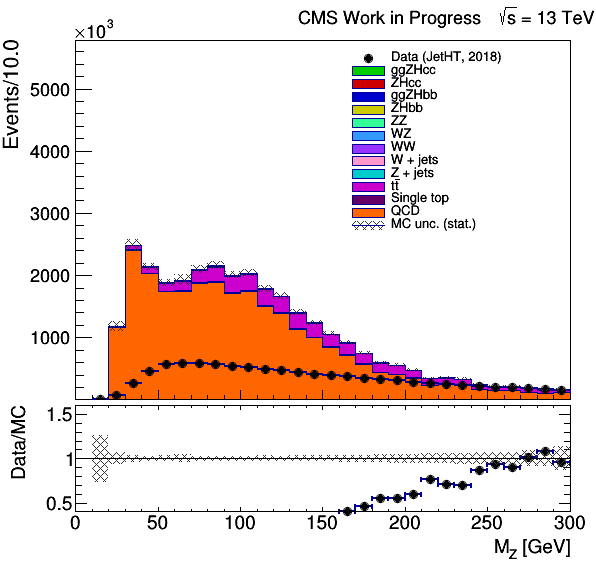 CMS Work in Progress √s = 13 TeV
×10³
Events/10.0
5000
4000
3000
2000
1000
Data (JetHT, 2018)
ggZHcc
ZHcc
ggZHbb
ZHbb
ZZ
WZ
WW
W + jets
Z + jets
tt̄
Single top
QCD
MC unc. (stat.)
Data/MC
1.5
1
0.5
0 50 100 150 200 250 300
M_Z [GeV]